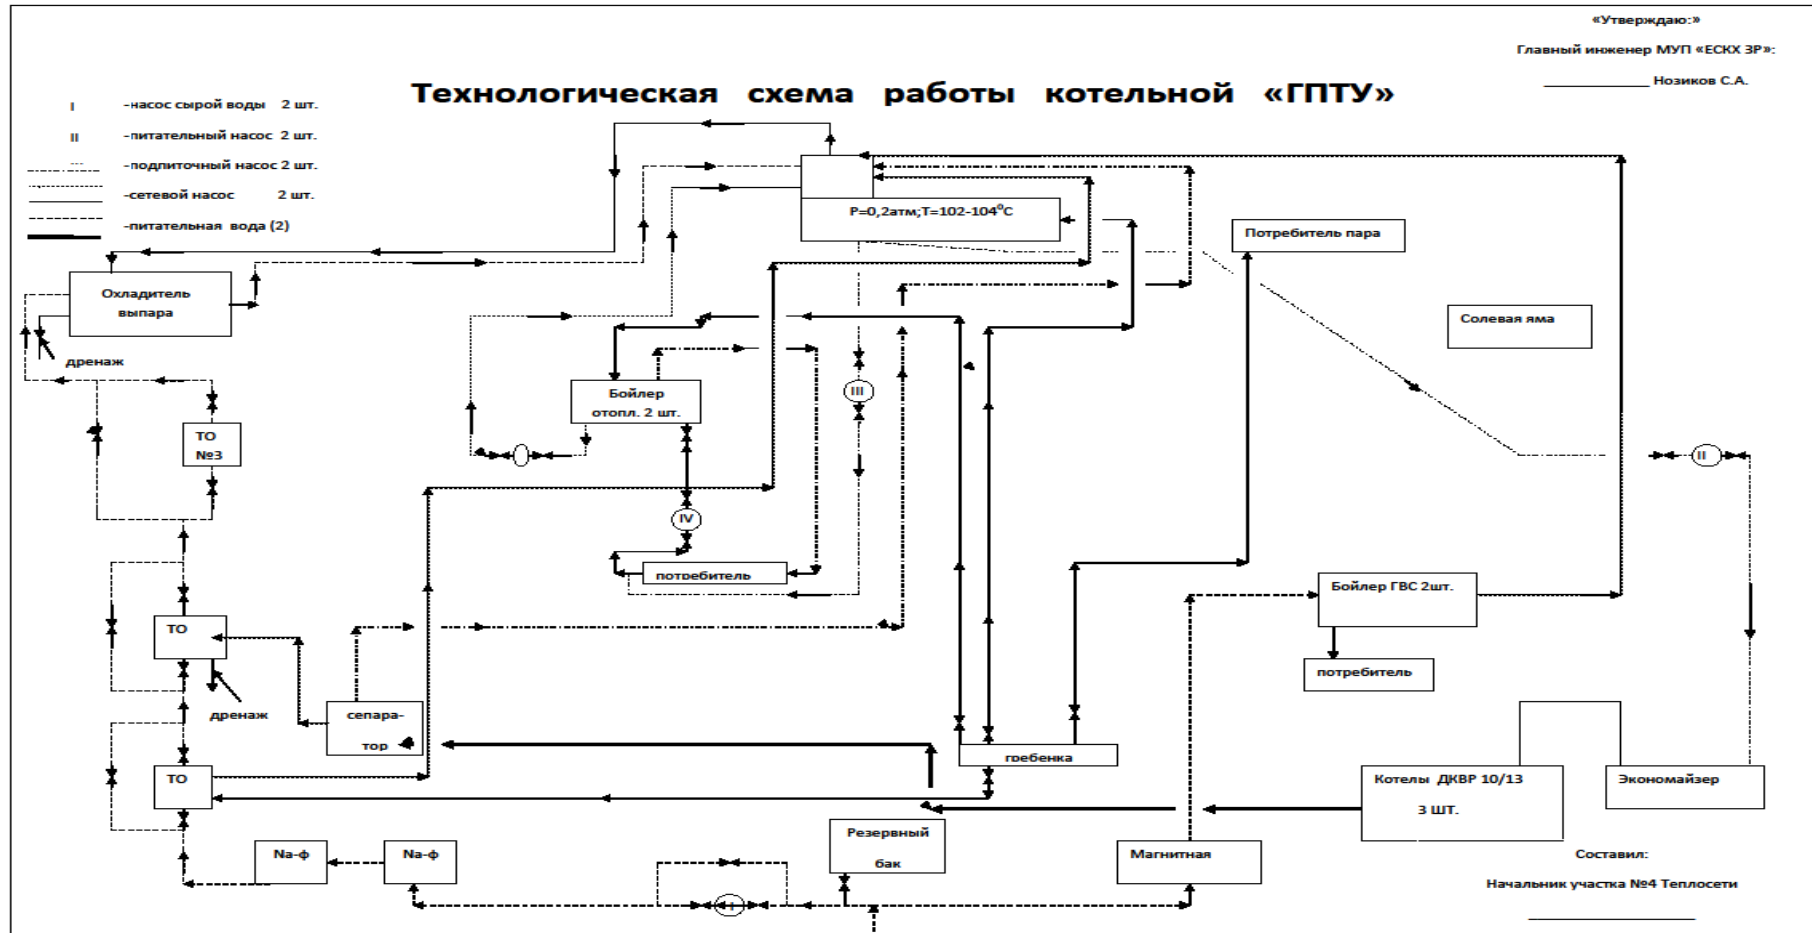 «Утверждаю:»
Главный инженер МУП «ЕСКХ ЗР»:
____________ Нозиков С.А.
Технологическая схема работы котельной «ГПТУ»
I -насос сырой воды 2 шт.
II -питательный насос 2 шт.
-подпиточный насос 2 шт.
-сетевой насос 2 шт.
-питательная вода (2)
P=0,2атм;T=102-104⁰C
Потребитель пара
Охладитель
выпара
Солевая яма
дренаж
Бойлер
отопл. 2 шт.
III
ТО
№3
II
IV
потребитель
Бойлер ГВС 2шт.
ТО
потребитель
дренаж
сепара-
тор
гребенка
ТО
Котелы ДКВР 10/13
3 ШТ.
Экономайзер
Резервный
бак
Na-ф
Na-ф
Магнитная
I
Составил:
Начальник участка №4 Теплосети
____________